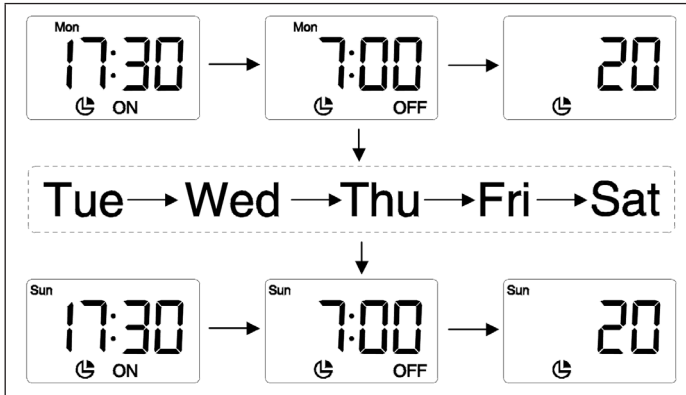 Mon Mon
17:30 7:00 20
ON OFF
Tue Wed Thu Fri Sat
Sun Sun Sun
17:30 7:00 20
ON OFF